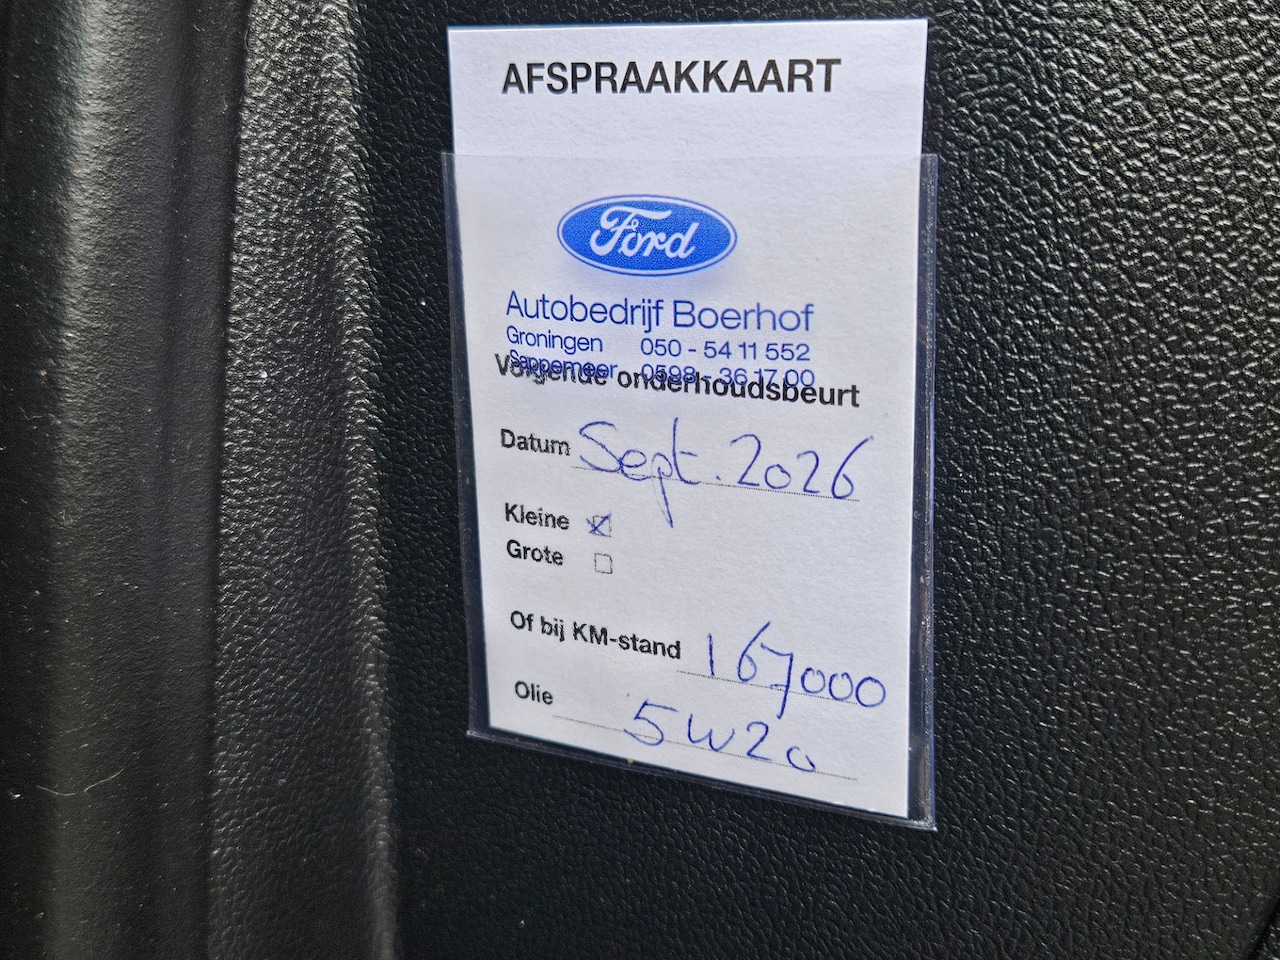 AFSPRAAKKAART
Ford
Autobedrijf Boerhof
Groningen 050 - 54 11 552
Sappemeer 0598 - 36 17 00
Volgende onderhoudsbeurt
Datum Sept. 2026
Kleine
Grote
Of bij KM-stand 167000
Olie 5W20